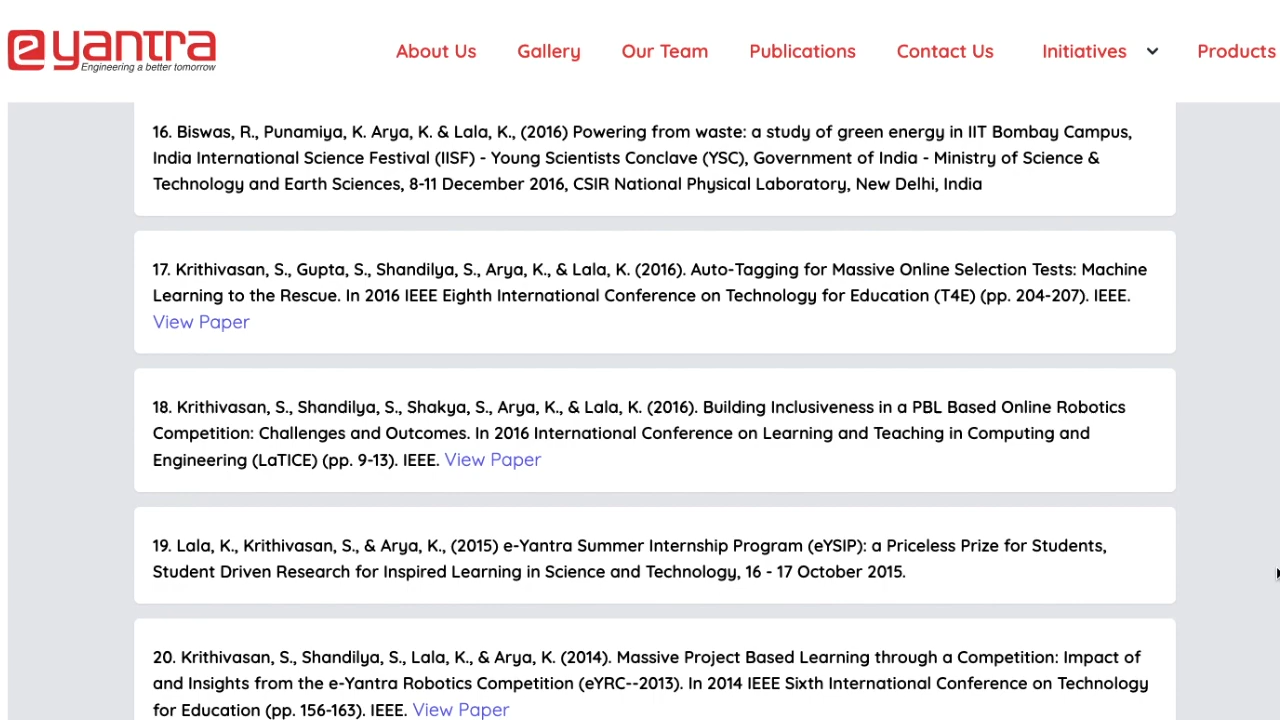 eyantra
Engineering a better tomorrow
About Us Gallery Our Team Publications Contact Us Initiatives Products
16. Biswas, R., Punamiya, K. Arya, K. & Lala, K., (2016) Powering from waste: a study of green energy in IIT Bombay Campus,
India International Science Festival (IISF) - Young Scientists Conclave (YSC), Government of India - Ministry of Science &
Technology and Earth Sciences, 8-11 December 2016, CSIR National Physical Laboratory, New Delhi, India
17. Krithivasan, S., Gupta, S., Shandilya, S., Arya, K., & Lala, K. (2016). Auto-Tagging for Massive Online Selection Tests: Machine
Learning to the Rescue. In 2016 IEEE Eighth International Conference on Technology for Education (T4E) (pp. 204-207). IEEE.
View Paper
18. Krithivasan, S., Shandilya, S., Shakya, S., Arya, K., & Lala, K. (2016). Building Inclusiveness in a PBL Based Online Robotics
Competition: Challenges and Outcomes. In 2016 International Conference on Learning and Teaching in Computing and
Engineering (LaTICE) (pp. 9-13). IEEE. View Paper
19. Lala, K., Krithivasan, S., & Arya, K., (2015) e-Yantra Summer Internship Program (eYSIP): a Priceless Prize for Students,
Student Driven Research for Inspired Learning in Science and Technology, 16 - 17 October 2015.
20. Krithivasan, S., Shandilya, S., Lala, K., & Arya, K. (2014). Massive Project Based Learning through a Competition: Impact of
and Insights from the e-Yantra Robotics Competition (eYRC--2013). In 2014 IEEE Sixth International Conference on Technology
for Education (pp. 156-163). IEEE. View Paper